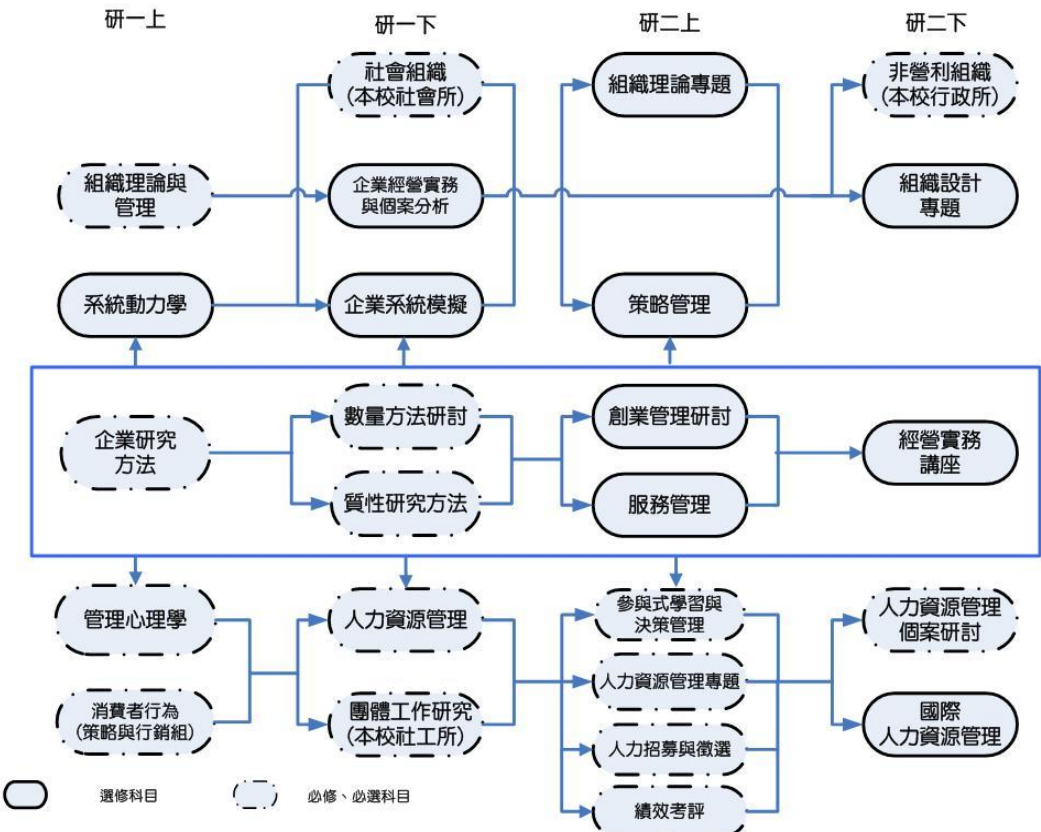 研一上
研一下
研二上
研二下
社會組織
(本校社會所)
組織理論專題
非營利組織
(本校行政所)
組織理論與
管理
企業經營實務
與個案分析
組織設計
專題
系統動力學
企業系統模擬
策略管理
企業研究
方法
數量方法研討
質性研究方法
創業管理研討
服務管理
經營實務
講座
管理心理學
人力資源管理
參與式學習與
決策管理
人力資源管理
個案研討
消費者行為
(策略與行銷組)
團體工作研究
(本校社工所)
人力資源管理專題
人力招募與徵選
績效考評
國際
人力資源管理
選修科目
必修、必選科目